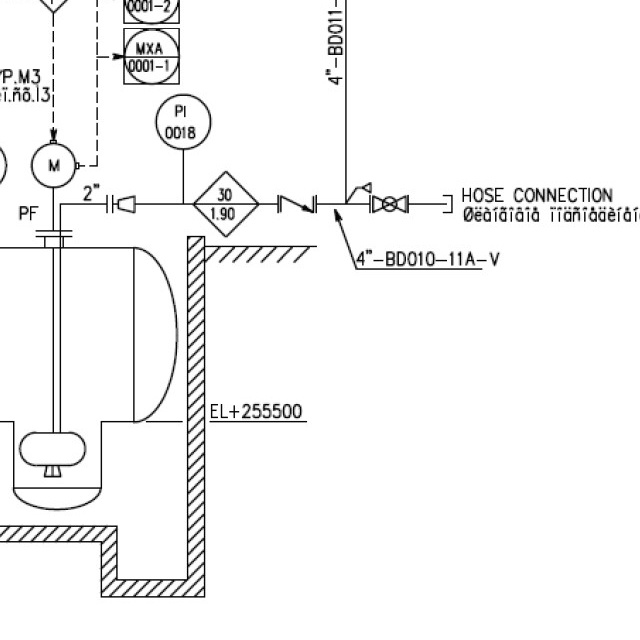 0001-2
4"-BD011-
MXA
0001-1
P.M3
PI
0018
M
2"
30
1.90
PF
HOSE CONNECTION
4"-BD010-11A-V
EL+255500